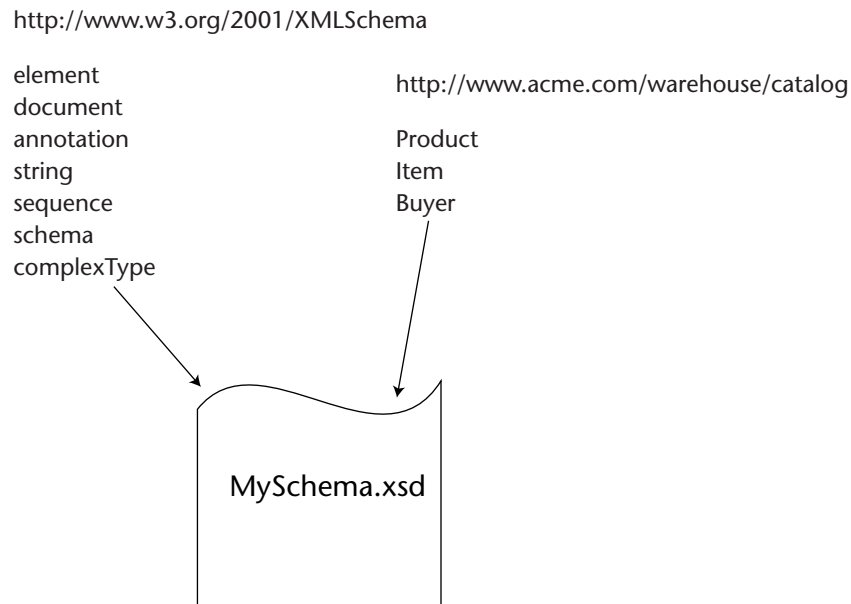 http://www.w3.org/2001/XMLSchema
element
document
annotation
string
sequence
schema
complexType
http://www.acme.com/warehouse/catalog
Product
Item
Buyer
MySchema.xsd